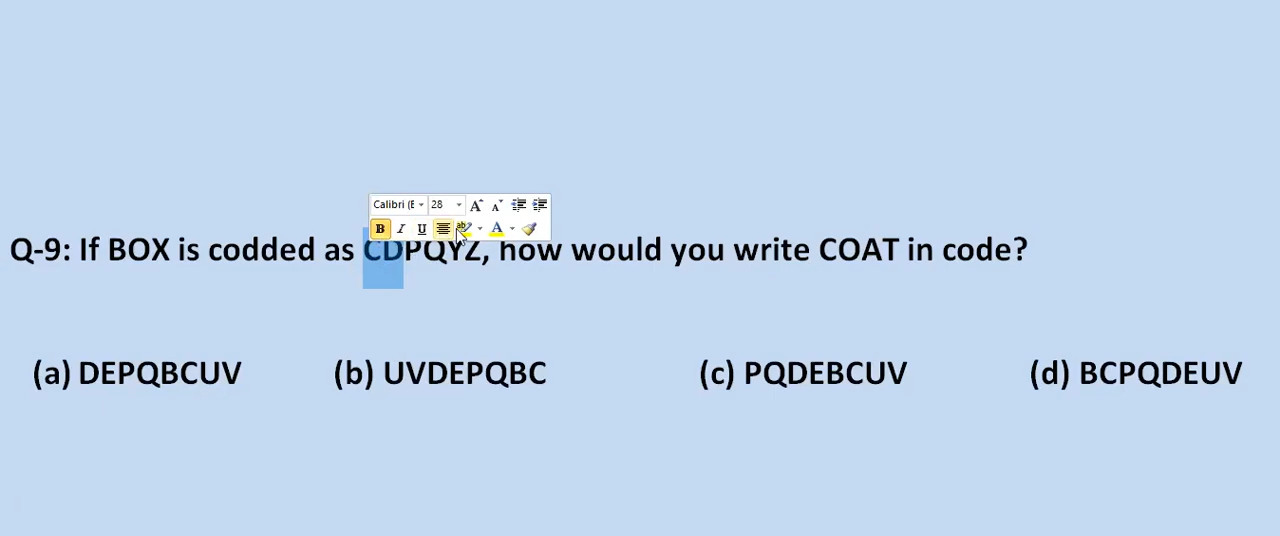 Calibri (E 28 A A
B I U ab A
Q-9: If BOX is codded as CDPQYZ, how would you write COAT in code?
(a) DEPQBCUV (b) UVDEPQBC (c) PQDEBCUV (d) BCPQDEUV